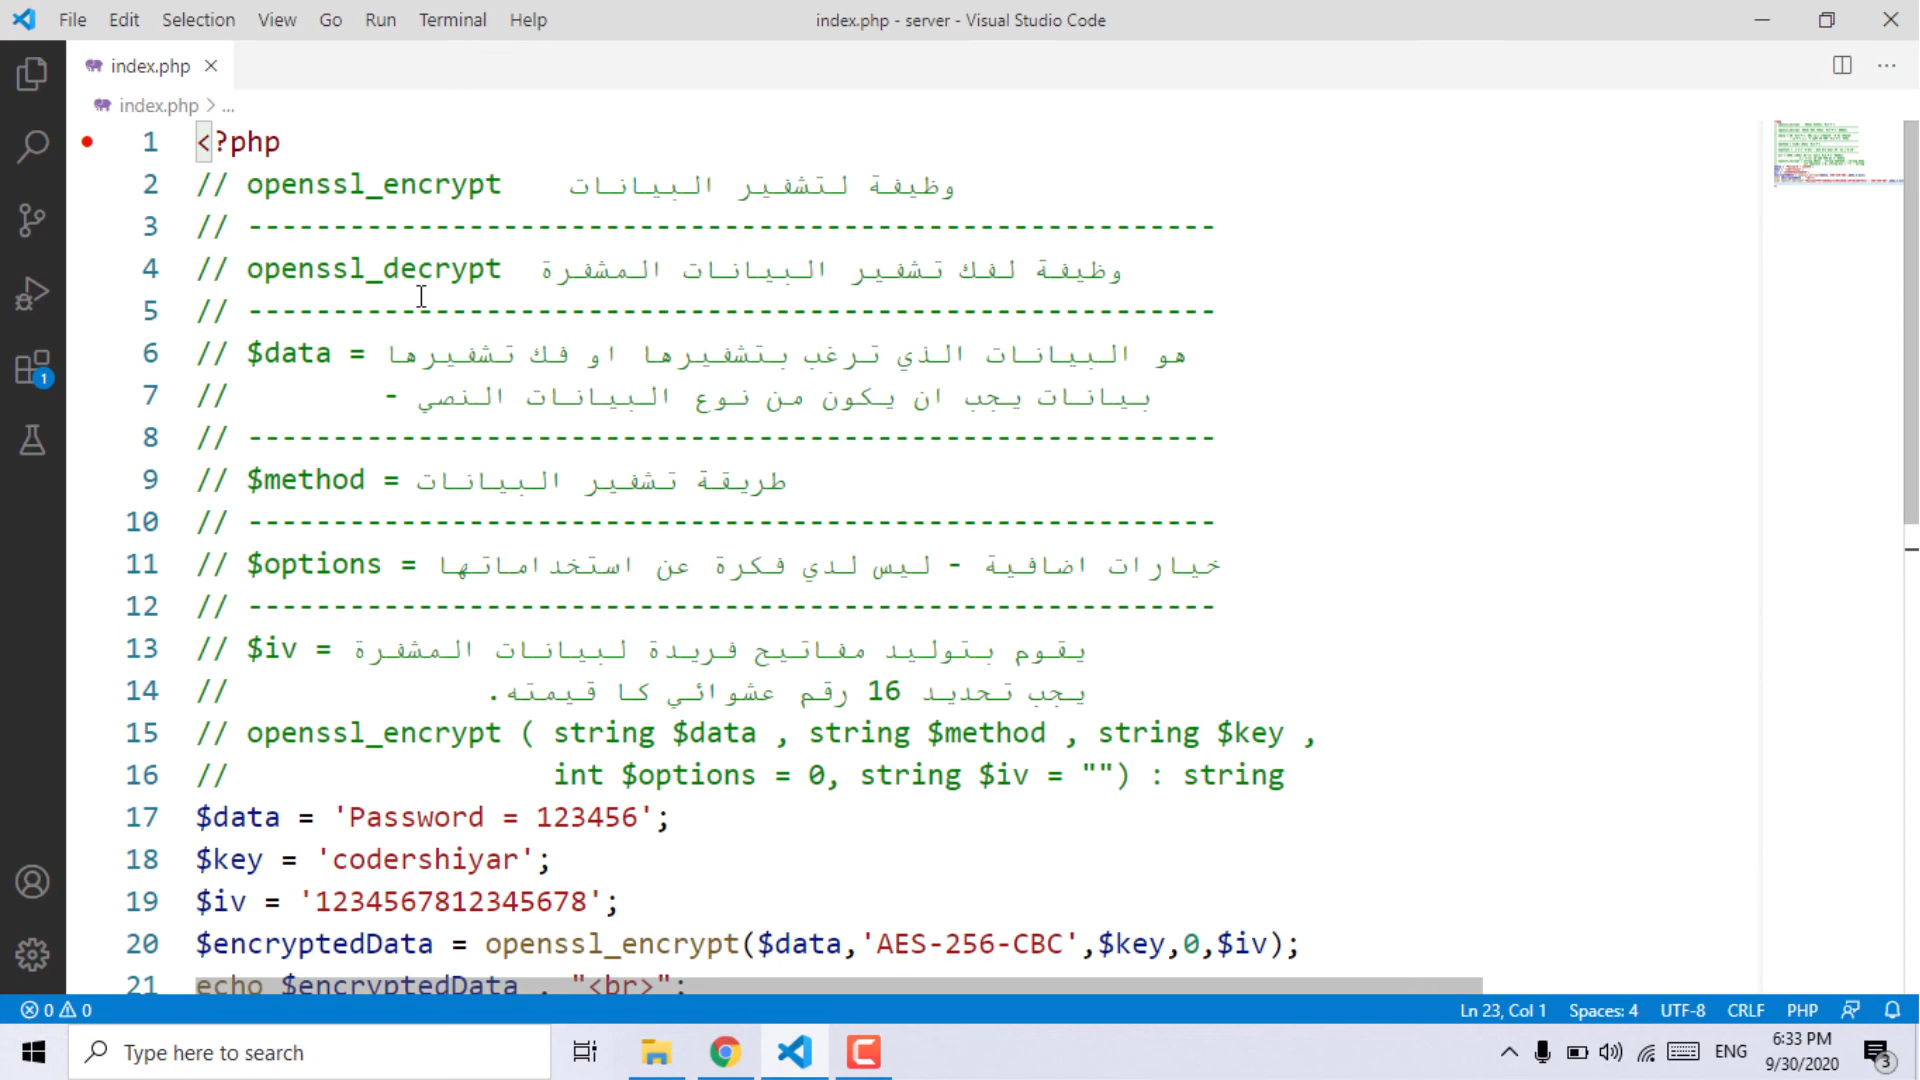 File Edit Selection View Go Run Terminal Help
index.php - server - Visual Studio Code
index.php
index.php > ...
1 <?php
2 // openssl_encrypt وظيفة لتشفير البيانات
3 // ---------------------------------------------------------
4 // openssl_decrypt وظيفة لفك تشفير البيانات المشفرة
5 // ---------------------------------------------------------
6 // $data = هو البيانات الذي ترغب بتشفيرها او فك تشفيرها
7 // بيانات يجب ان يكون من نوع البيانات النصي -
8 // ---------------------------------------------------------
9 // $method = طريقة تشفير البيانات
10 // ---------------------------------------------------------
11 // $options = خيارات اضافية - ليس لدي فكرة عن استخداماتها
12 // ---------------------------------------------------------
13 // $iv = يقوم بتوليد مفاتيح فريدة لبيانات المشفرة
14 // يجب تحديد 16 رقم عشوائي كا قيمته.
15 // openssl_encrypt ( string $data , string $method , string $key ,
16 // int $options = 0, string $iv = "") : string
17 $data = 'Password = 123456';
18 $key = 'codershiyar';
19 $iv = '1234567812345678';
20 $encryptedData = openssl_encrypt($data,'AES-256-CBC',$key,0,$iv);
21 echo $encryptedData . "<br>";
1
0 0 Ln 23, Col 1 Spaces: 4 UTF-8 CRLF PHP
Type here to search
ENG
6:33 PM
9/30/2020
3